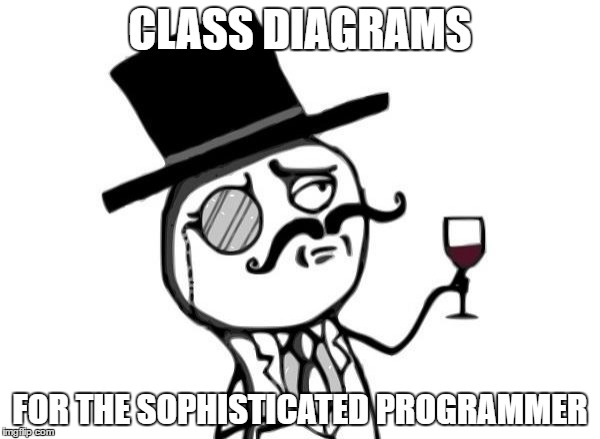 CLASS DIAGRAMS
FOR THE SOPHISTICATED PROGRAMMER
imgflip.com